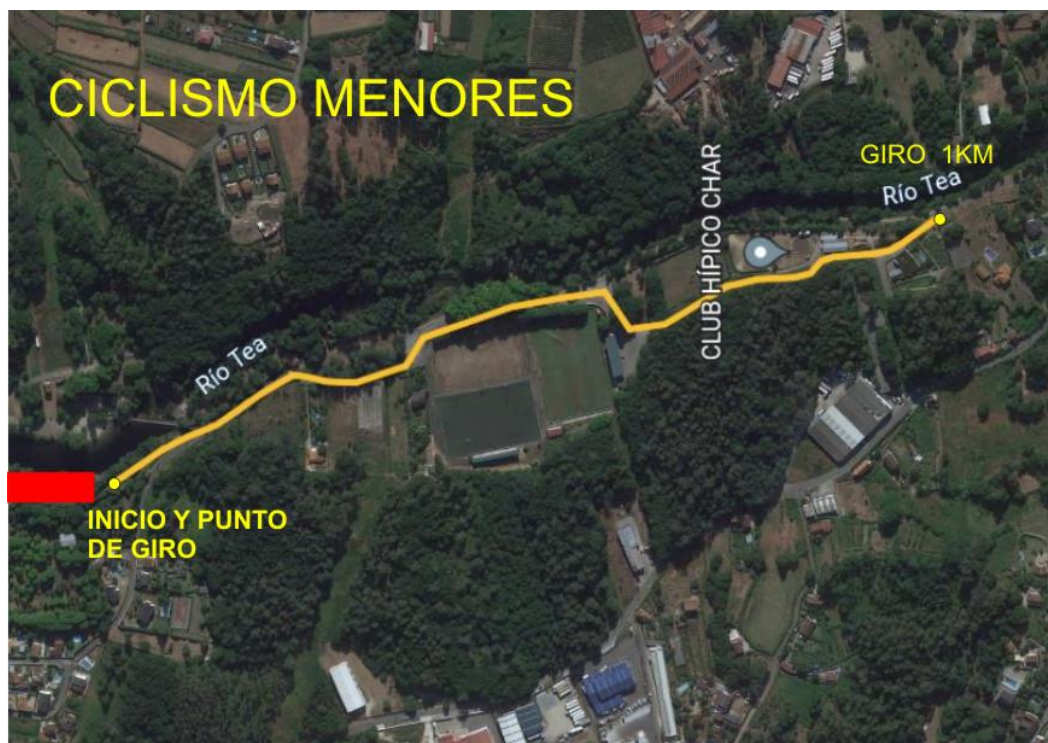 CICLISMO MENORES
GIRO  1KM
Río Tea
CLUB HÍPICO CHAR
Río Tea
INICIO Y PUNTO
DE GIRO